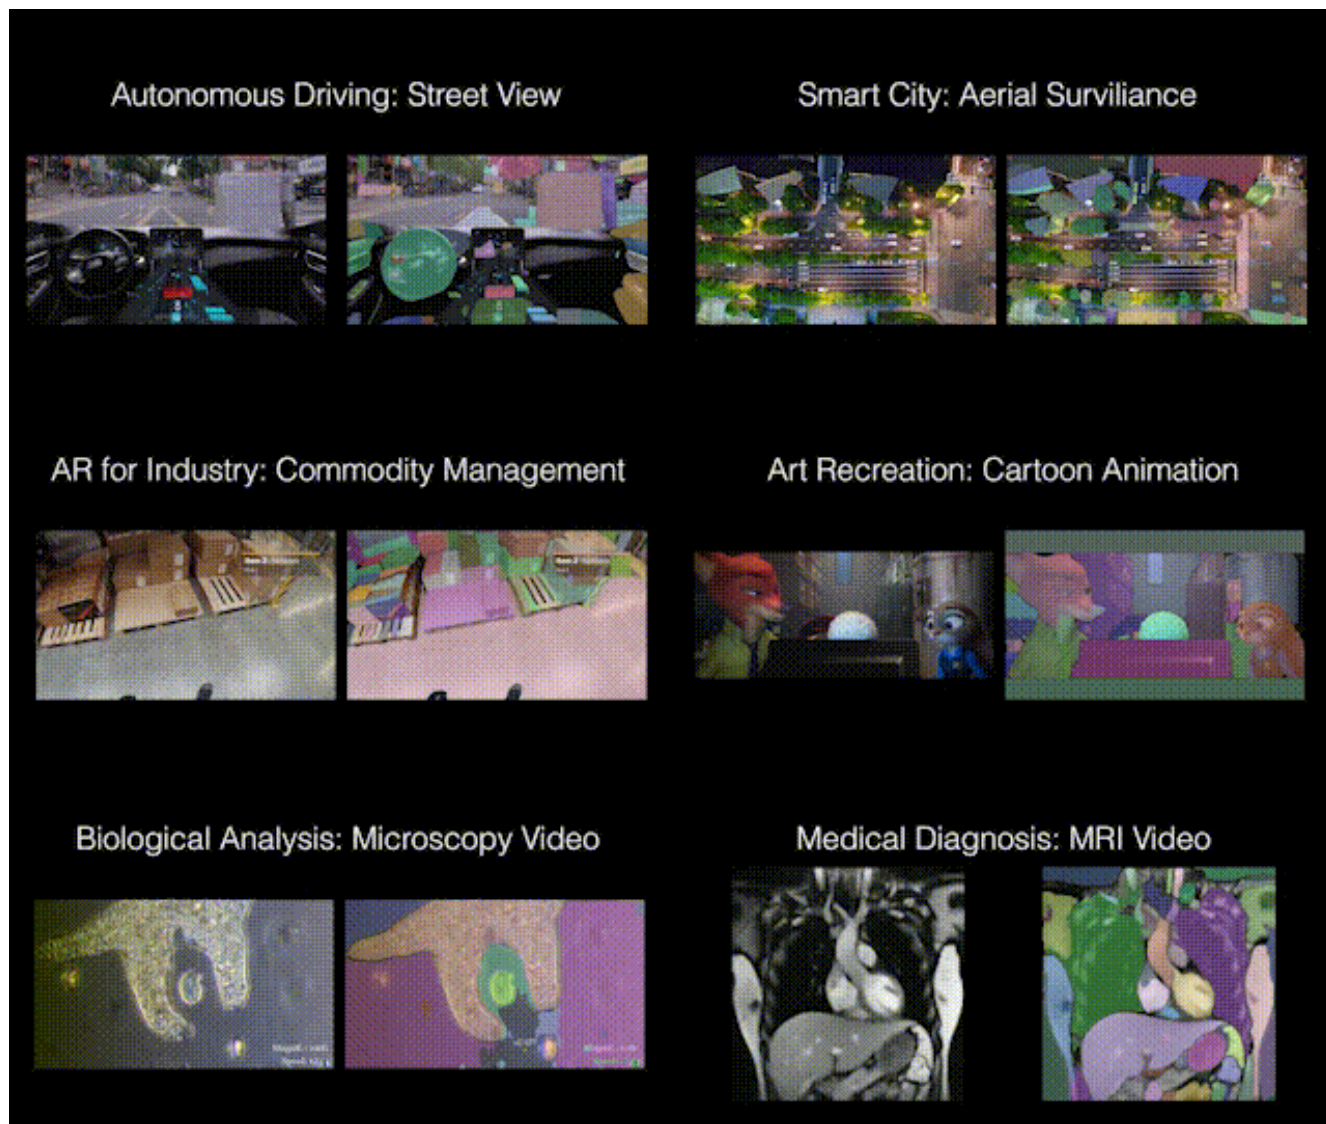 Autonomous Driving: Street View
Smart City: Aerial Surviliance
AR for Industry: Commodity Management
Art Recreation: Cartoon Animation
Biological Analysis: Microscopy Video
Medical Diagnosis: MRI Video